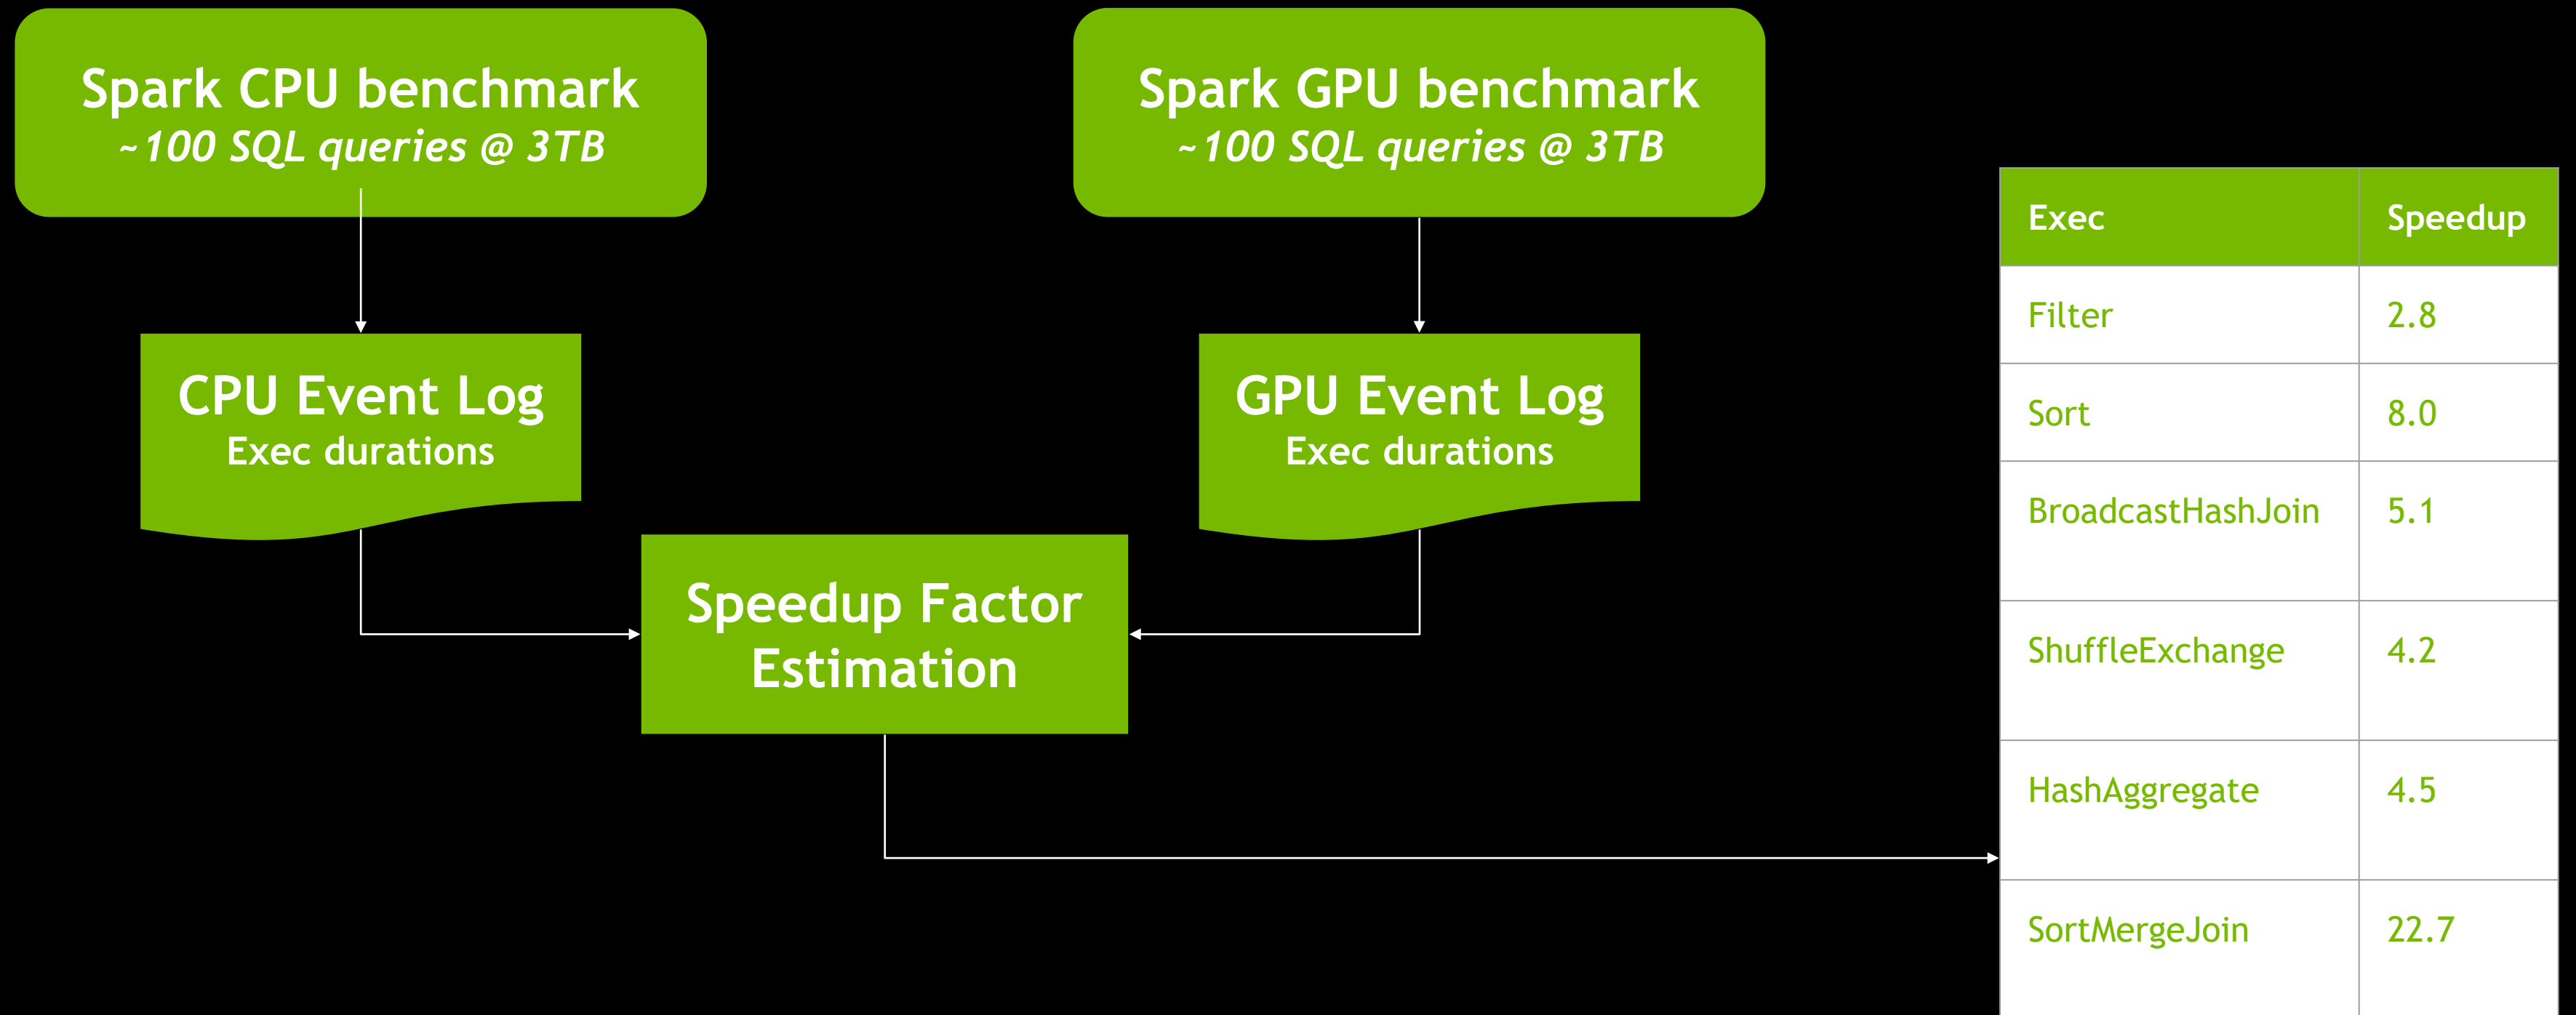 Spark CPU benchmark
~100 SQL queries @ 3TB
Spark GPU benchmark
~100 SQL queries @ 3TB
CPU Event Log
Exec durations
GPU Event Log
Exec durations
Speedup Factor
Estimation
Exec Speedup
Filter 2.8
Sort 8.0
BroadcastHashJoin 5.1
ShuffleExchange 4.2
HashAggregate 4.5
SortMergeJoin 22.7